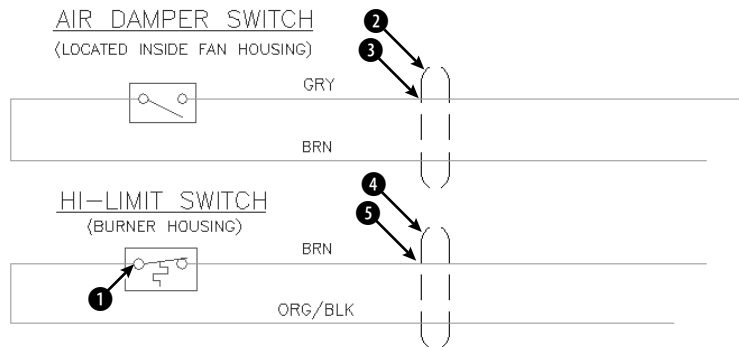 AIR DAMPER SWITCH
(LOCATED INSIDE FAN HOUSING)
2
3
GRY
BRN
HI-LIMIT SWITCH
(BURNER HOUSING)
4
5
BRN
1
ORG/BLK